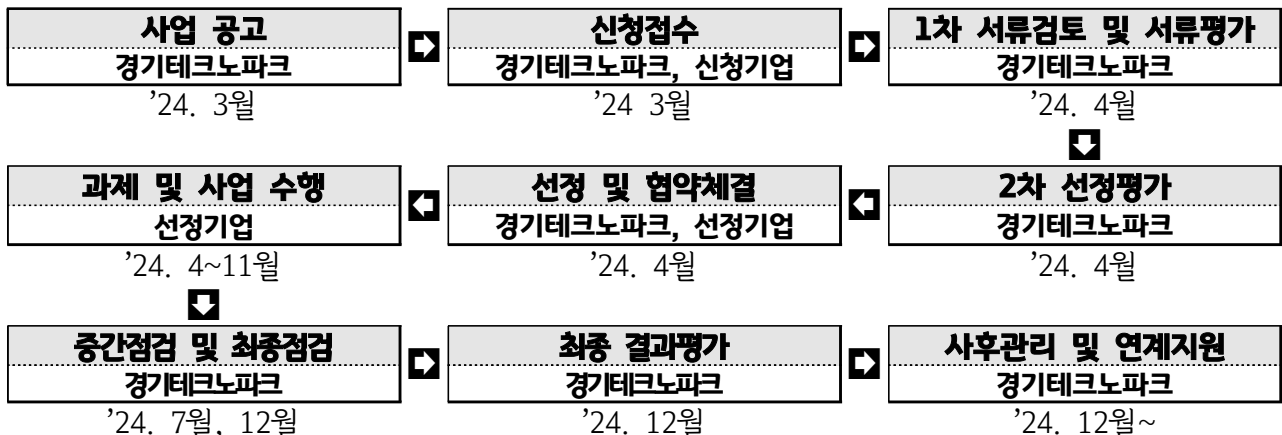 사업 공고
경기테크노파크
'24. 3월
신청접수
경기테크노파크, 신청기업
'24 3월
1차 서류검토 및 서류평가
경기테크노파크
'24. 4월
2차 선정평가
경기테크노파크
'24. 4월
선정 및 협약체결
경기테크노파크, 선정기업
'24. 4월
과제 및 사업 수행
선정기업
'24. 4~11월
중간점검 및 최종점검
경기테크노파크
'24. 7월, 12월
최종 결과평가
경기테크노파크
'24. 12월
사후관리 및 연계지원
경기테크노파크
'24. 12월~